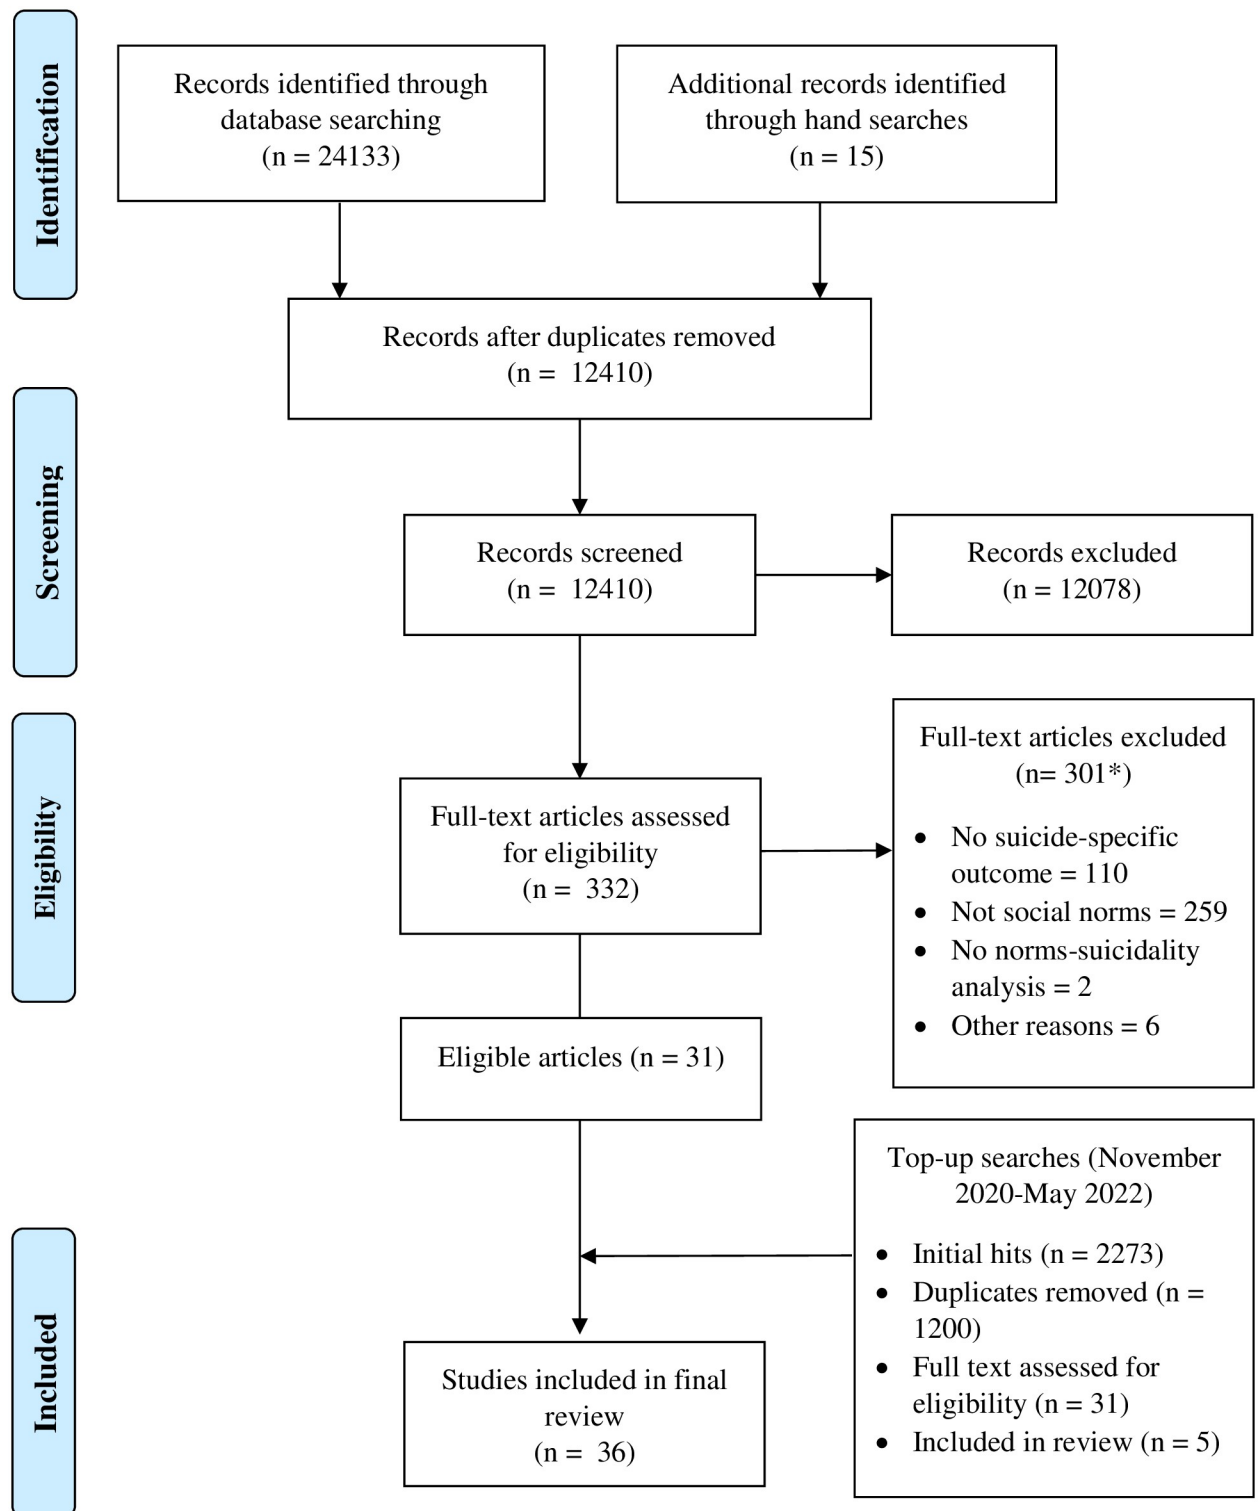 Identification
Records identified through
database searching
(n = 24133)
Additional records identified
through hand searches
(n = 15)
Records after duplicates removed
(n = 12410)
Screening
Records screened
(n = 12410)
Records excluded
(n = 12078)
Eligibility
Full-text articles assessed
for eligibility
(n = 332)
Full-text articles excluded
(n= 301*)
• No suicide-specific
outcome = 110
• Not social norms = 259
• No norms-suicidality
analysis = 2
• Other reasons = 6
Eligible articles (n = 31)
Top-up searches (November
2020-May 2022)
• Initial hits (n = 2273)
• Duplicates removed (n =
1200)
• Full text assessed for
eligibility (n = 31)
• Included in review (n = 5)
Included
Studies included in final
review
(n = 36)